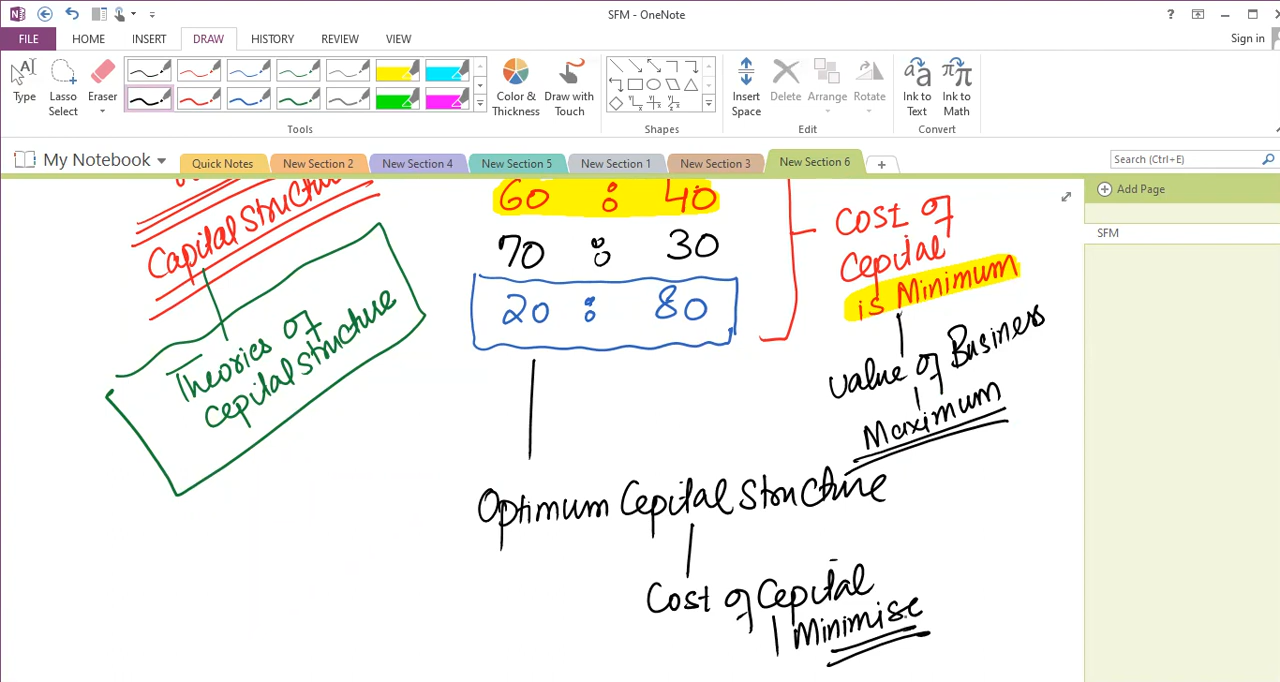 SFM - OneNote
?
Sign in
FILE HOME INSERT DRAW HISTORY REVIEW VIEW
Type
Lasso Select
Eraser
Color & Thickness
Draw with Touch
Insert Space
Delete
Arrange
Rotate
Ink to Text
Ink to Math
Tools
Shapes
Edit
Convert
My Notebook
Quick Notes
New Section 2
New Section 4
New Section 5
New Section 1
New Section 3
New Section 6
Search (Ctrl+E)
Add Page
SFM
Capital Structure
Theories of
Cepital Structure
60 : 40
70 : 30
20 : 80
Cost of
Cepital
is Minimum
Value of Business
Maximum
Optimum Cepital Structure
Cost of Cepital
Minimise